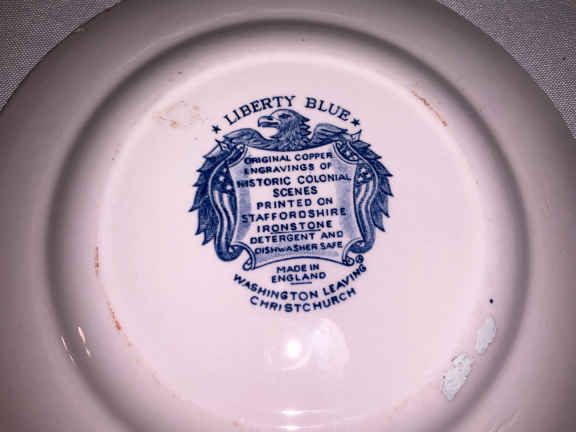 ★ LIBERTY BLUE ★
ORIGINAL COPPER
ENGRAVINGS OF
HISTORIC COLONIAL
SCENES
PRINTED ON
STAFFORDSHIRE
IRONSTONE
DETERGENT AND
DISHWASHER SAFE
®
MADE IN
ENGLAND
WASHINGTON LEAVING
CHRISTCHURCH